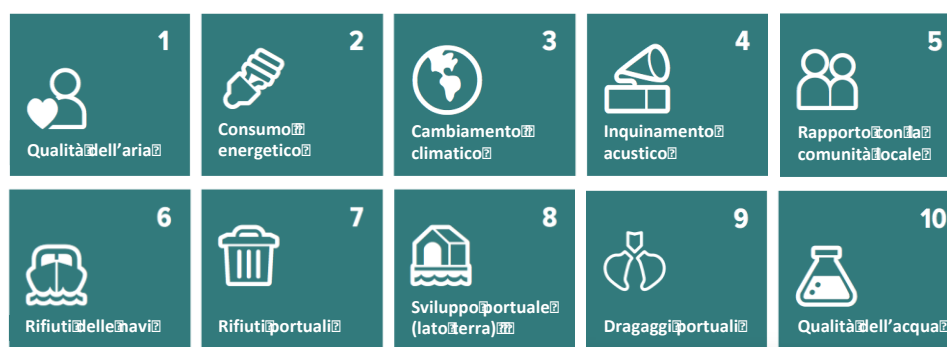 1
Qualità dell'aria
2
Consumo
energetico
3
Cambiamento
climatico
4
Inquinamento
acustico
5
Rapporto con la
comunità locale
6
Rifiuti delle navi
7
Rifiuti portuali
8
Sviluppo portuale
(lato terra)
9
Dragaggi portuali
10
Qualità dell'acqua